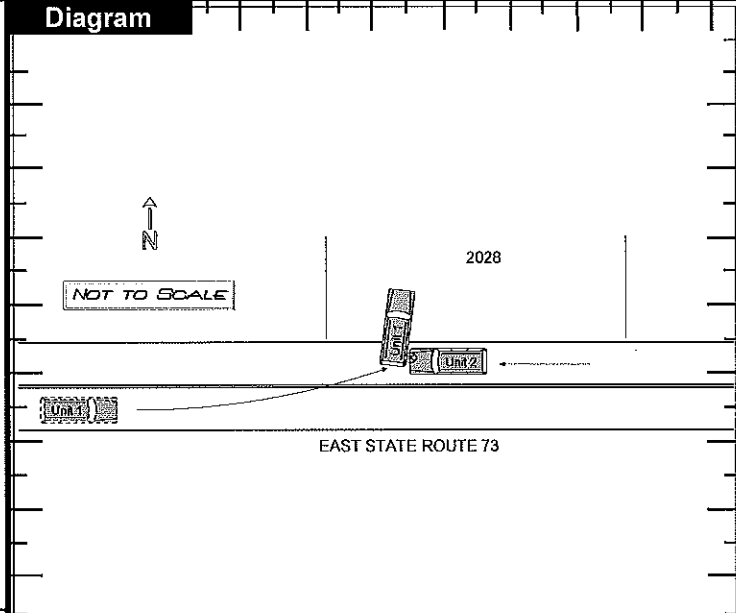 Diagram
N
2028
NOT TO SCALE
Unit 1
Unit 2
Unit 1
EAST STATE ROUTE 73